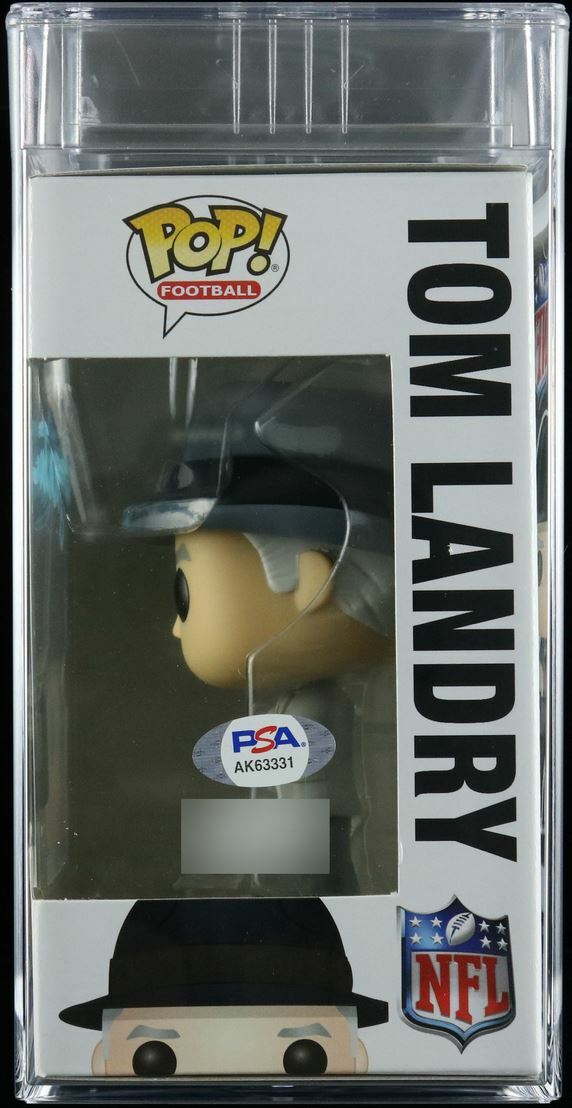 POP!®
FOOTBALL
TOM LANDRY
PSA®
AK63331
NFL